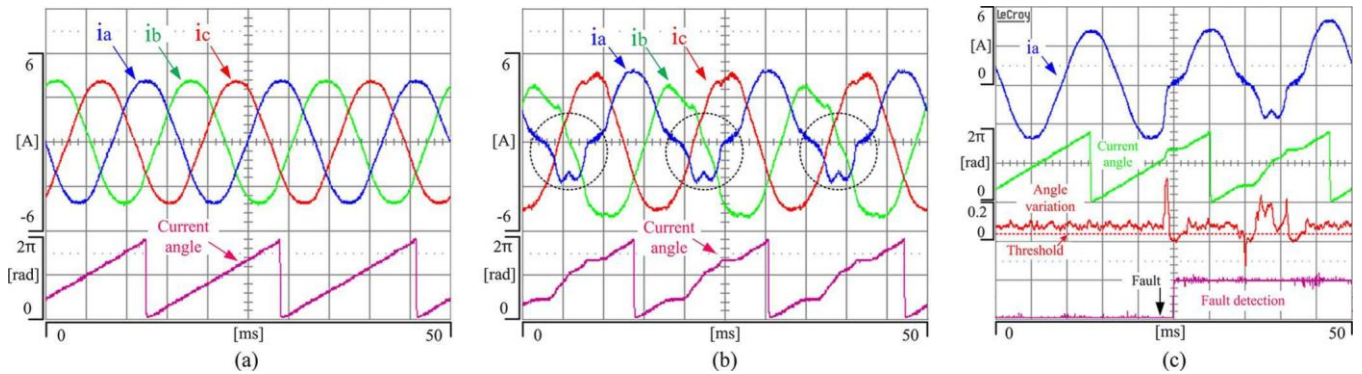 6
[A]
-6
2π
[rad]
0
ia
ib
ic
Current
angle
0
[ms]
50
(a)
6
[A]
-6
2π
[rad]
0
ia
ib
ic
Current
angle
0
[ms]
50
(b)
LeCroy
6
[A]
0
ia
2π
[rad]
0
Current
angle
Angle
variation
0.2
0
Threshold
Fault
Fault detection
0
[ms]
50
(c)